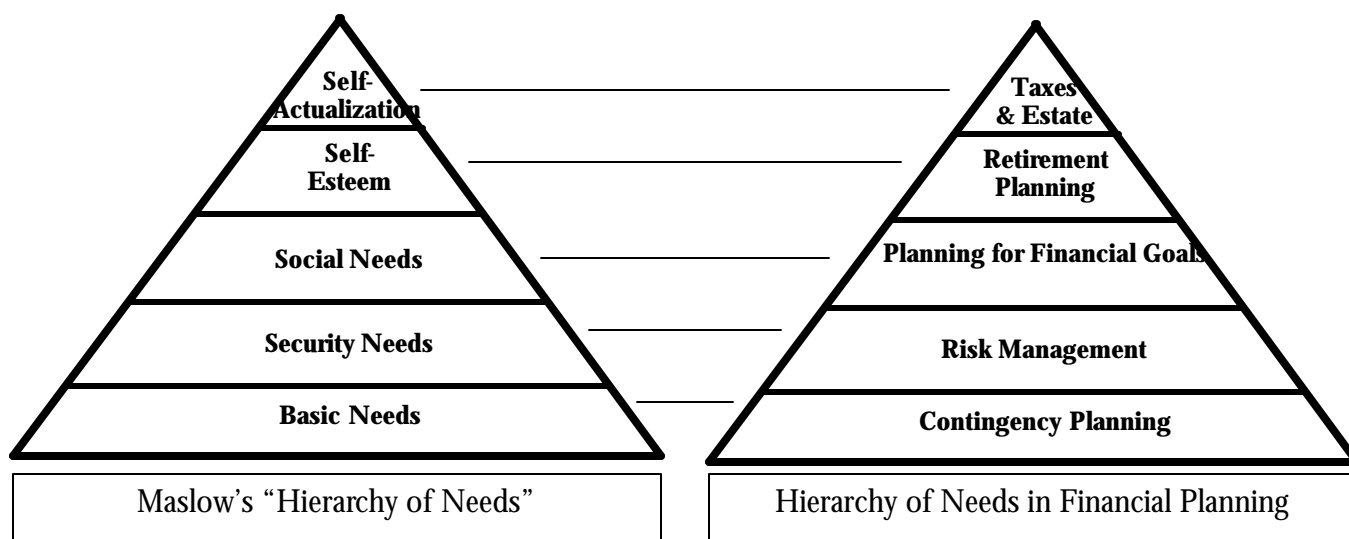 Self-
Actualization
Self-
Esteem
Social Needs
Security Needs
Basic Needs
Maslow’s “Hierarchy of Needs”
Taxes
& Estate
Retirement
Planning
Planning for Financial Goals
Risk Management
Contingency Planning
Hierarchy of Needs in Financial Planning